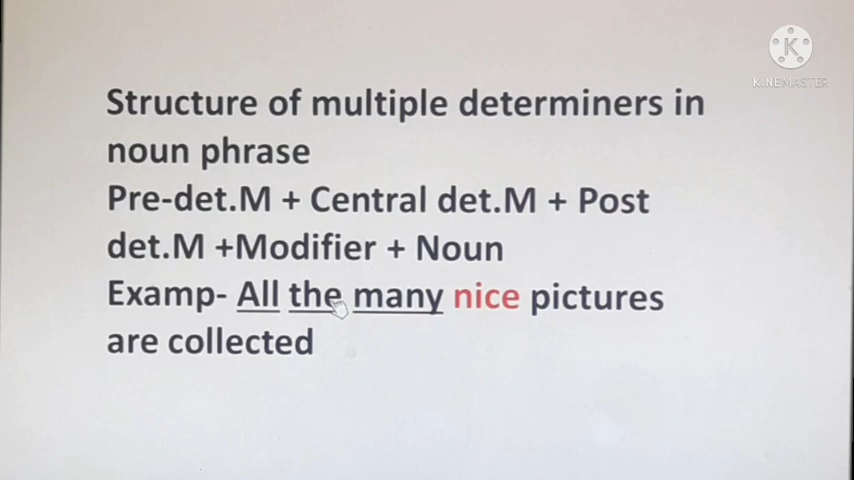 KINEMASTER
Structure of multiple determiners in
noun phrase
Pre-det.M + Central det.M + Post
det.M +Modifier + Noun
Examp- All the many nice pictures
are collected